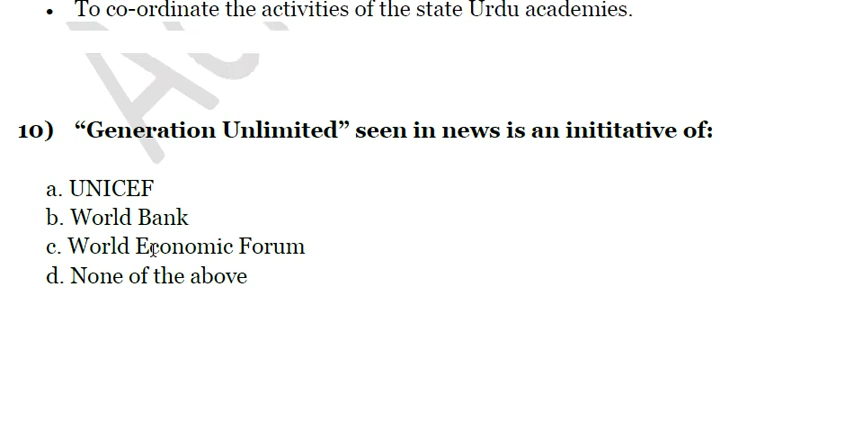 • To co-ordinate the activities of the state Urdu academies.
10) “Generation Unlimited” seen in news is an inititative of:
a. UNICEF
b. World Bank
c. World Economic Forum
d. None of the above